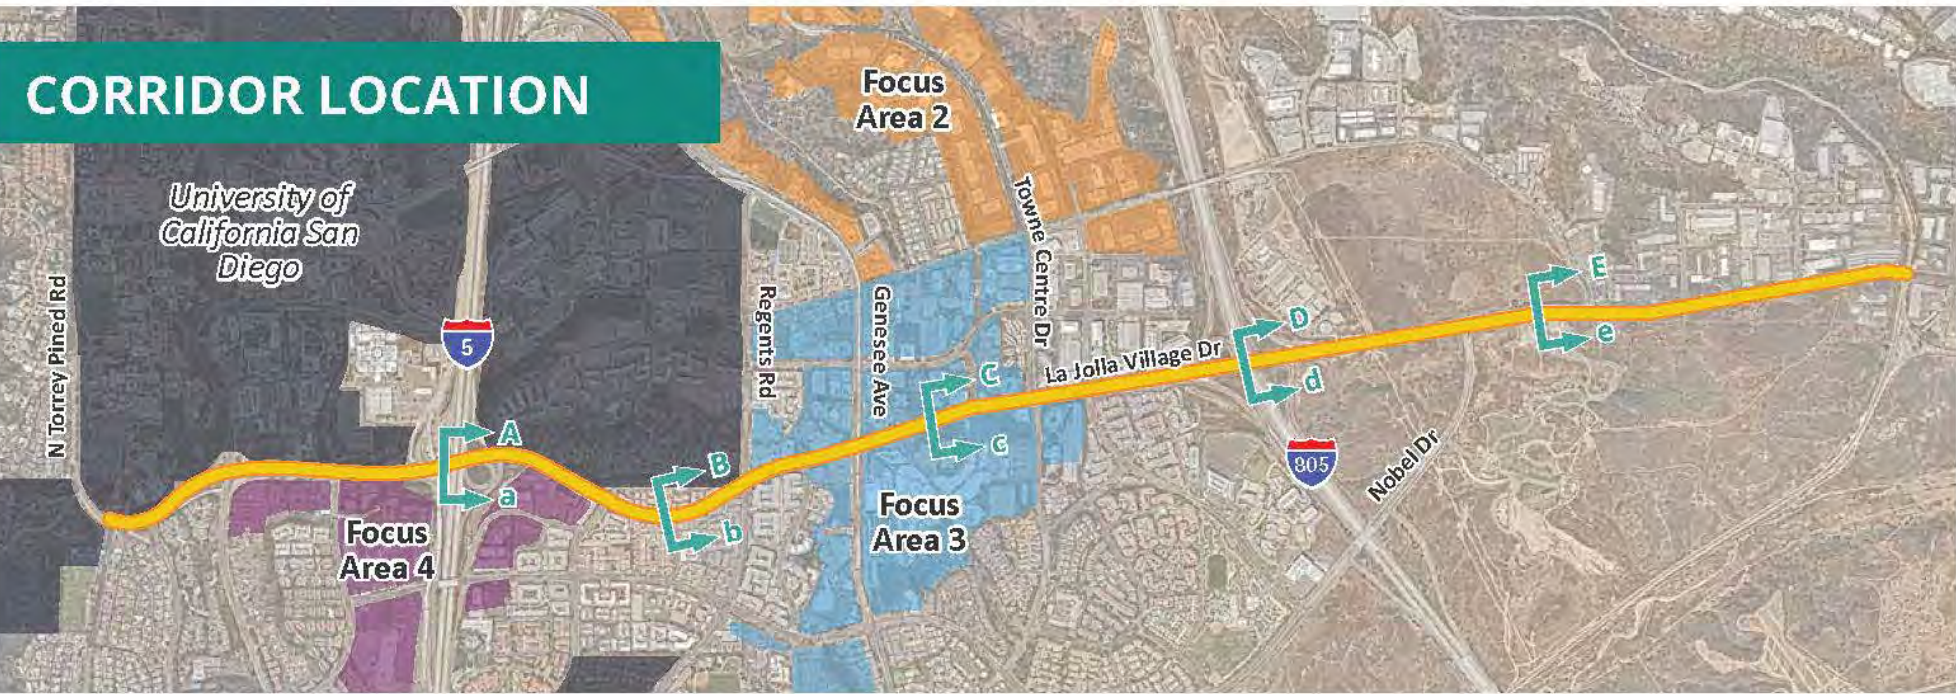 CORRIDOR LOCATION
Focus
Area 2
University of
California San
Diego
N Torrey Pined Rd
5
Regents Rd
Genesee Ave
Towne Centre Dr
La Jolla Village Dr
A
a
B
b
C
c
D
d
E
e
805
Nobel Dr
Focus
Area 3
Focus
Area 4